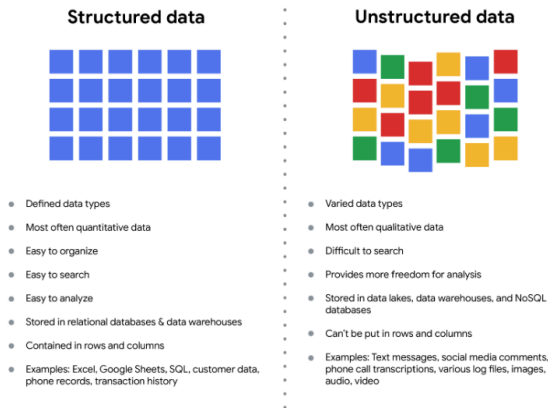 Structured data
Defined data types
Most often quantitative data
Easy to organize
Easy to search
Easy to analyze
Stored in relational databases & data warehouses
Contained in rows and columns
Examples: Excel, Google Sheets, SQL, customer data,
phone records, transaction history
Unstructured data
Varied data types
Most often qualitative data
Difficult to search
Provides more freedom for analysis
Stored in data lakes, data warehouses, and NoSQL
databases
Can't be put in rows and columns
Examples: Text messages, social media comments,
phone call transcriptions, various log files, images,
audio, video